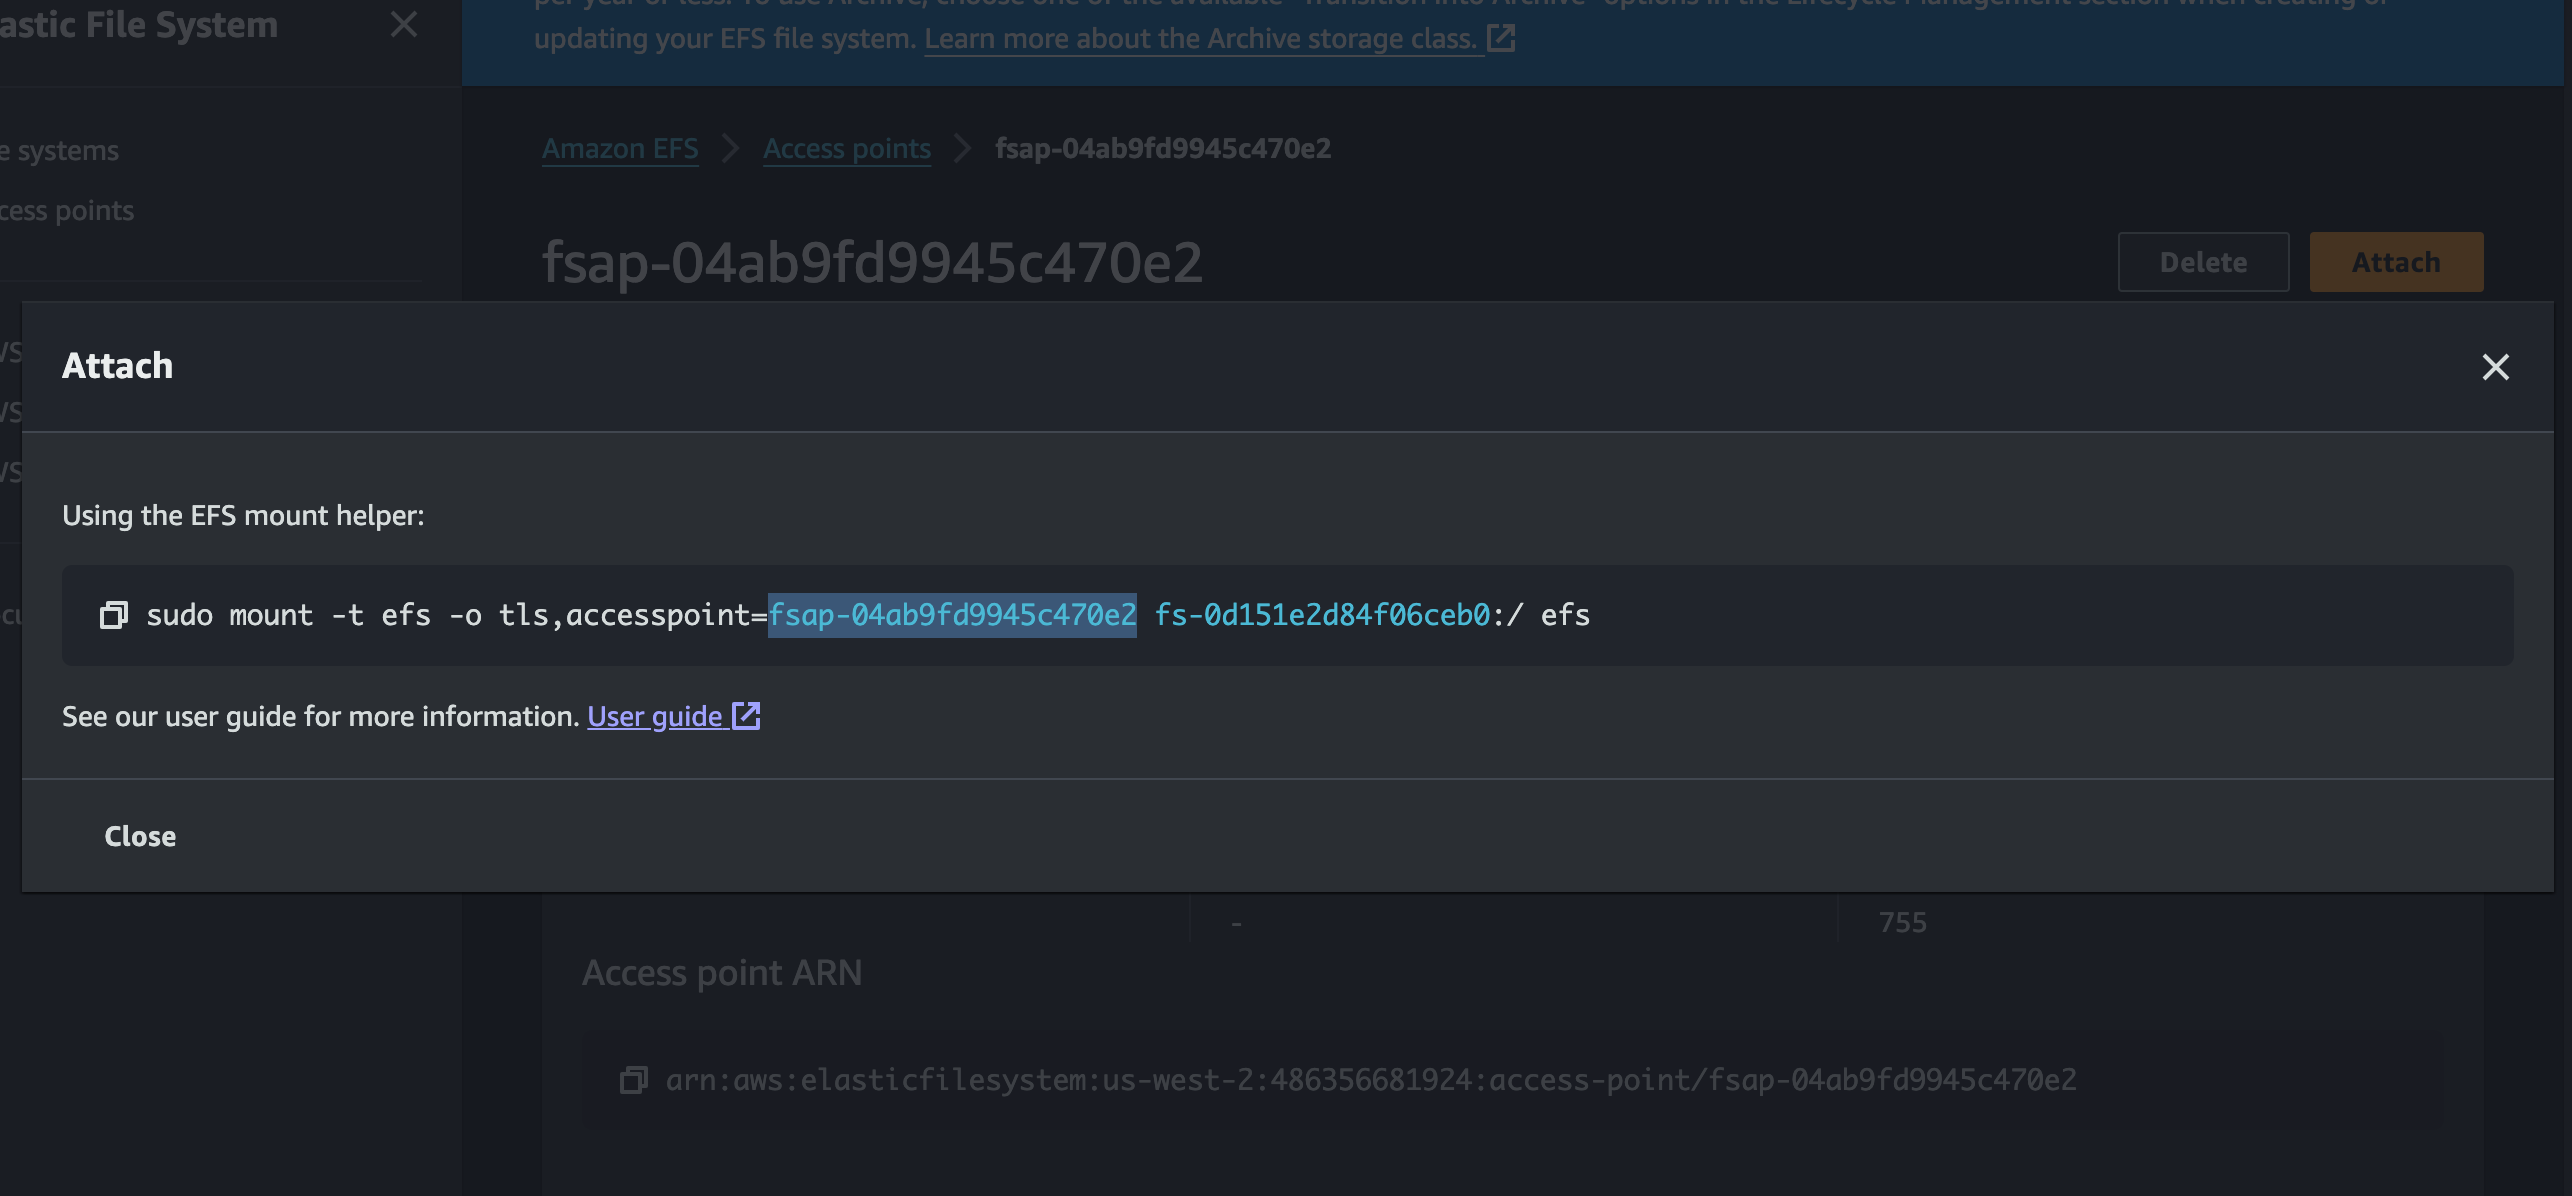 astic File System
updating your EFS file system. Learn more about the Archive storage class.
Amazon EFS > Access points > fsap-04ab9fd9945c470e2
e systems
cess points
fsap-04ab9fd9945c470e2
Delete
Attach
Attach
Using the EFS mount helper:
sudo mount -t efs -o tls,accesspoint=fsap-04ab9fd9945c470e2 fs-0d151e2d84f06ceb0:/ efs
See our user guide for more information. User guide
Close
-
755
Access point ARN
arn:aws:elasticfilesystem:us-west-2:486356681924:access-point/fsap-04ab9fd9945c470e2